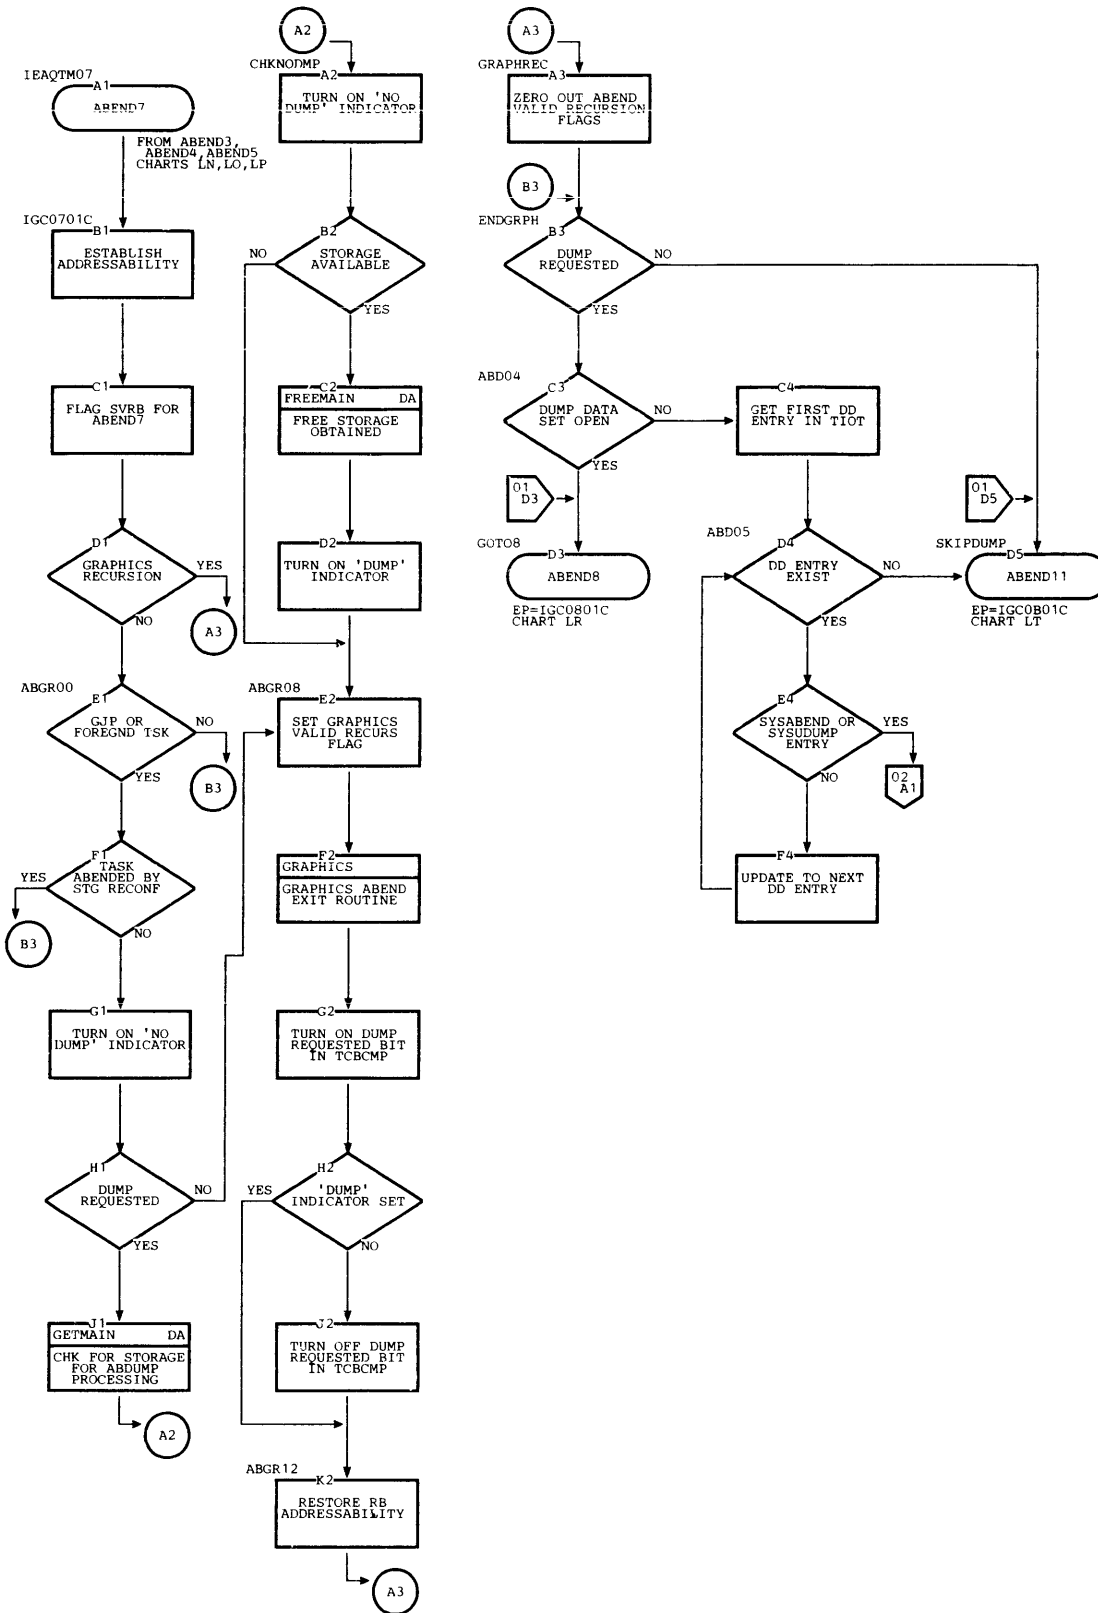 IEAQTM07
A1
ABEND7
FROM ABEND3,
ABEND4,ABEND5
CHARTS LN,LO,LP
IGC0701C
B1
ESTABLISH
ADDRESSABILITY
C1
FLAG SVRB FOR
ABEND7
D1
GRAPHICS
RECURSION
YES
NO
A3
ABGR00
E1
GJP OR
FOREGND TSK
NO
YES
B3
F1
TASK
ABENDED BY
STG RECONF
YES
NO
B3
G1
TURN ON 'NO
DUMP' INDICATOR
H1
DUMP
REQUESTED
NO
YES
J1
GETMAIN DA
CHK FOR STORAGE
FOR ABDUMP
PROCESSING
A2
A2
CHKNODMP
A2
TURN ON 'NO
DUMP' INDICATOR
B2
STORAGE
AVAILABLE
NO
YES
C2
FREEMAIN DA
FREE STORAGE
OBTAINED
D2
TURN ON 'DUMP'
INDICATOR
ABGR08
E2
SET GRAPHICS
VALID RECURS
FLAG
F2
GRAPHICS
GRAPHICS ABEND
EXIT ROUTINE
G2
TURN ON DUMP
REQUESTED BIT
IN TCBCMP
H2
'DUMP'
INDICATOR SET
YES
NO
J2
TURN OFF DUMP
REQUESTED BIT
IN TCBCMP
ABGR12
K2
RESTORE RB
ADDRESSABILITY
A3
A3
GRAPHREC
A3
ZERO OUT ABEND
VALID RECURSION
FLAGS
B3
ENDGRPH
B3
DUMP
REQUESTED
NO
YES
ABD04
C3
DUMP DATA
SET OPEN
NO
YES
01
D3
GOTO8
D3
ABEND8
EP=IGC0801C
CHART LR
C4
GET FIRST DD
ENTRY IN TIOT
ABD05
D4
DD ENTRY
EXIST
NO
YES
E4
SYSABEND OR
SYSUDUMP
ENTRY
YES
NO
02
A1
F4
UPDATE TO NEXT
DD ENTRY
01
D5
SKIPDUMP
D5
ABEND11
EP=IGC0B01C
CHART LT